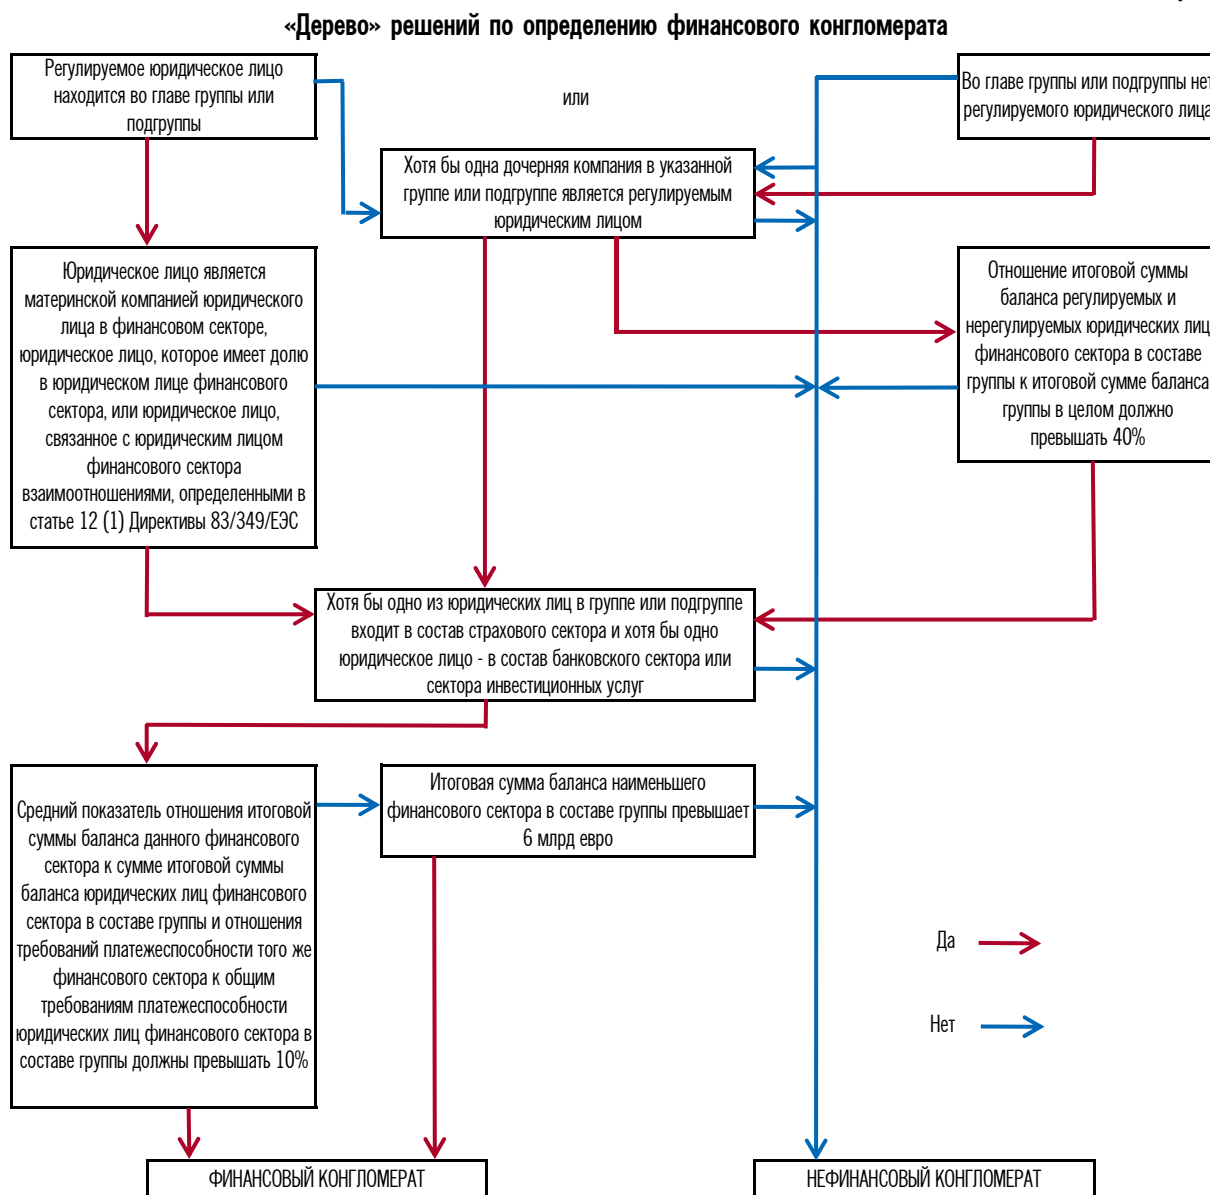 «Дерево» решений по определению финансового конгломерата
Регулируемое юридическое лицо
находится во главе группы или
подгруппы
или
Во главе группы или подгруппы нет
регулируемого юридического лица
Хотя бы одна дочерняя компания в указанной
группе или подгруппе является регулируемым
юридическим лицом
Юридическое лицо является
материнской компанией юридического
лица в финансовом секторе,
юридическое лицо, которое имеет долю
в юридическом лице финансового
сектора, или юридическое лицо,
связанное с юридическим лицом
финансового сектора
взаимоотношениями, определенными в
статье 12 (1) Директивы 83/349/ЕЭС
Отношение итоговой суммы
баланса регулируемых и
нерегулируемых юридических лиц
финансового сектора в составе
группы к итоговой сумме баланса
группы в целом должно
превышать 40%
Хотя бы одно из юридических лиц в группе или подгруппе
входит в состав страхового сектора и хотя бы одно
юридическое лицо - в состав банковского сектора или
сектора инвестиционных услуг
Средний показатель отношения итоговой
суммы баланса данного финансового
сектора к сумме итоговой суммы
баланса юридических лиц финансового
сектора в составе группы и отношения
требований платежеспособности того же
финансового сектора к общим
требованиям платежеспособности
юридических лиц финансового сектора в
составе группы должны превышать 10%
Итоговая сумма баланса наименьшего
финансового сектора в составе группы превышает
6 млрд евро
Да
Нет
ФИНАНСОВЫЙ КОНГЛОМЕРАТ
НЕФИНАНСОВЫЙ КОНГЛОМЕРАТ